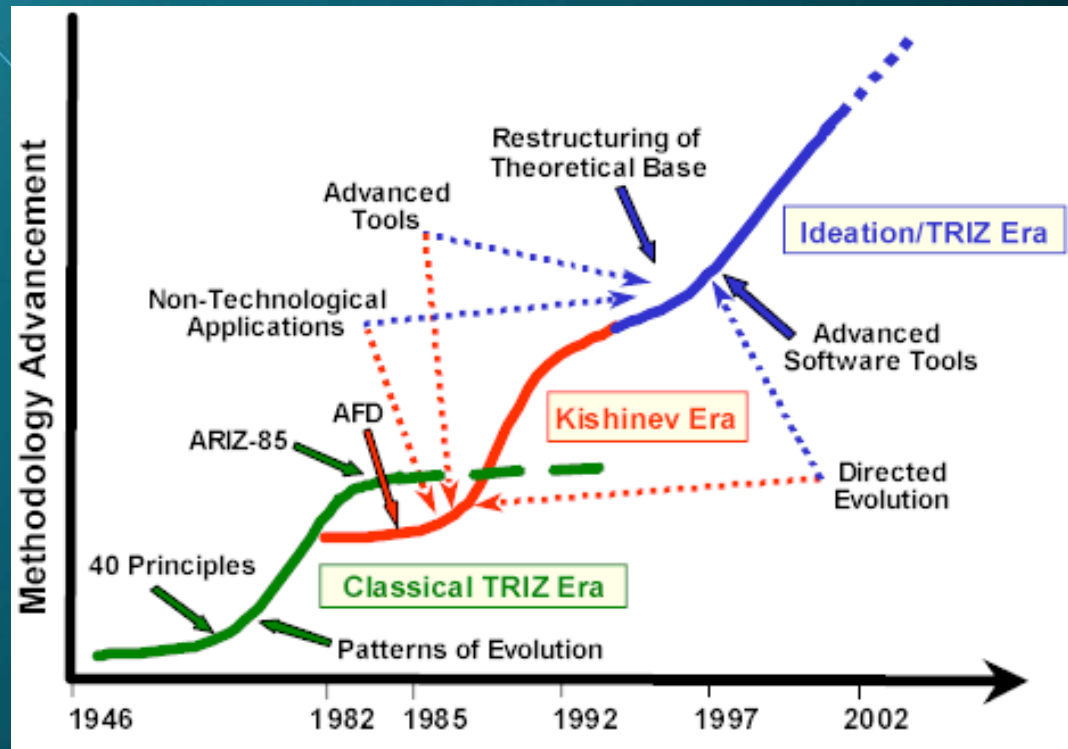 Methodology Advancement
Restructuring of
Theoretical Base
Advanced
Tools
Ideation/TRIZ Era
Non-Technological
Applications
Advanced
Software Tools
AFD
Kishinev Era
ARIZ-85
Directed
Evolution
40 Principles
Classical TRIZ Era
Patterns of Evolution
1946 1982 1985 1992 1997 2002